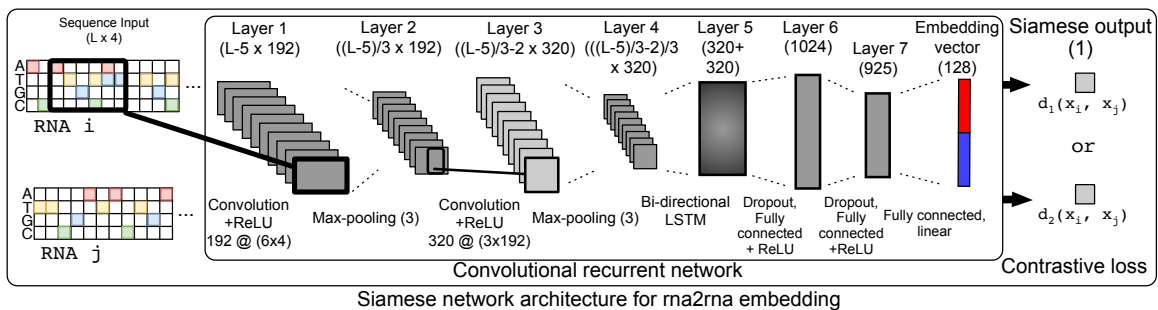 Sequence Input
(L x 4)
A
T
G
C
...
RNA i
A
T
G
C
...
RNA j
Layer 1
(L-5 x 192)
Layer 2
((L-5)/3 x 192)
Layer 3
((L-5)/3-2 x 320)
Layer 4
(((L-5)/3-2)/3
x 320)
Layer 5
(320+
320)
Layer 6
(1024)
Layer 7
(925)
Embedding
vector
(128)
Convolution
+ReLU
192 @ (6x4)
Max-pooling (3)
Convolution
+ReLU
320 @ (3x192)
Max-pooling (3)
Bi-directional
LSTM
Dropout,
Fully
connected
+ ReLU
Dropout,
Fully
connected
+ReLU
Fully connected,
linear
Convolutional recurrent network
Siamese output
(1)
d₁(xᵢ, xⱼ)
or
d₂(xᵢ, xⱼ)
Contrastive loss
Siamese network architecture for rna2rna embedding